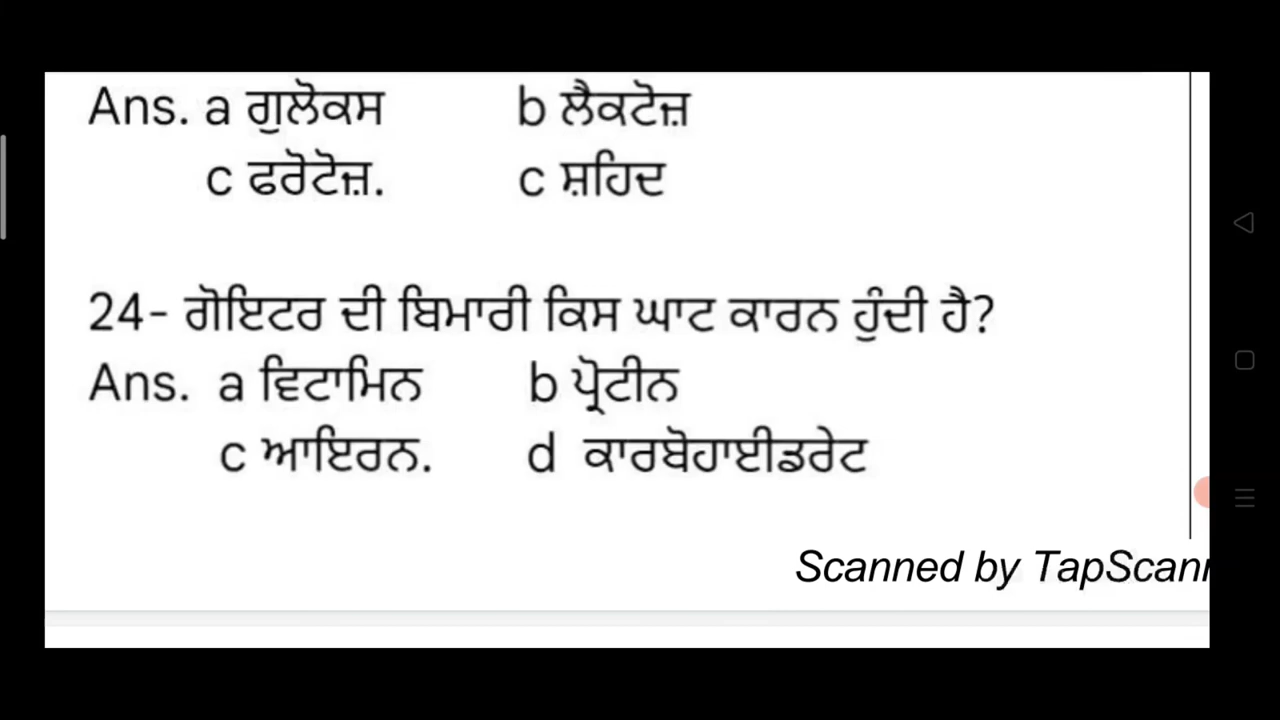 Ans. a ਗੁਲੋਕਸ b ਲੈਕਟੋਜ਼
c ਫਰੋਟੋਜ਼. c ਸ਼ਹਿਦ
24- ਗੋਇਟਰ ਦੀ ਬਿਮਾਰੀ ਕਿਸ ਘਾਟ ਕਾਰਨ ਹੁੰਦੀ ਹੈ?
Ans. a ਵਿਟਾਮਿਨ b ਪ੍ਰੋਟੀਨ
c ਆਇਰਨ. d ਕਾਰਬੋਹਾਈਡਰੇਟ
Scanned by TapScann